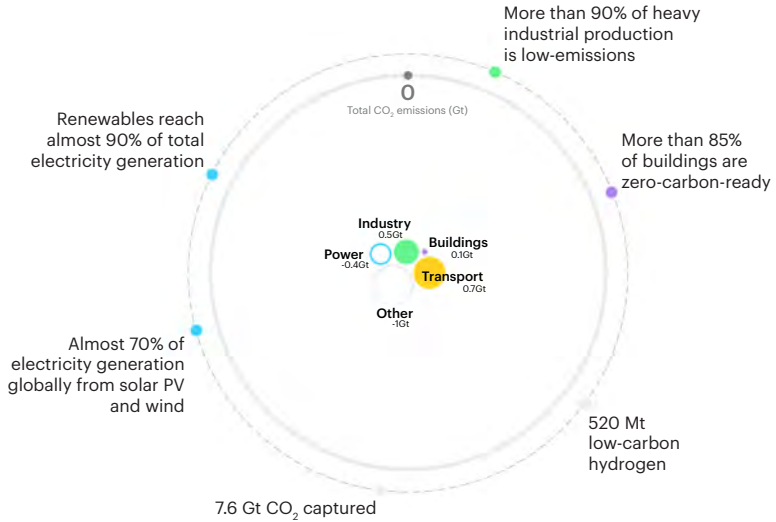 More than 90% of heavy
industrial production
is low-emissions
0
Total CO₂ emissions (Gt)
Renewables reach
almost 90% of total
electricity generation
More than 85%
of buildings are
zero-carbon-ready
Industry
0.5Gt
Buildings
0.1Gt
Power
-0.4Gt
Transport
0.7Gt
Other
-1Gt
Almost 70% of
electricity generation
globally from solar PV
and wind
520 Mt
low-carbon
hydrogen
7.6 Gt CO₂ captured